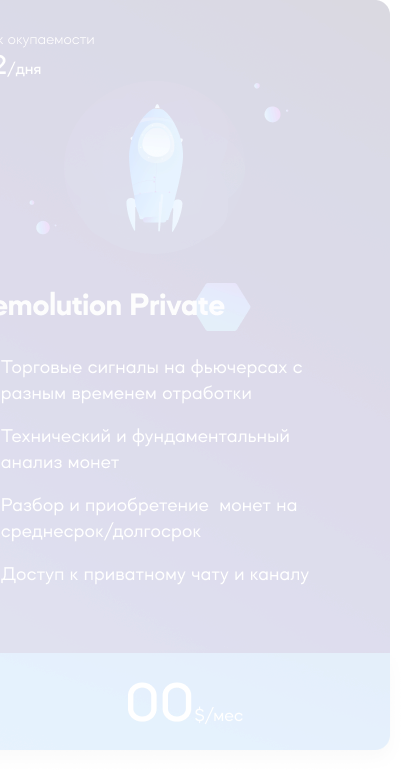 к окупаемости
2/дня
emolution Private
Торговые сигналы на фьючерсах с
разным временем отработки
Технический и фундаментальный
анализ монет
Разбор и приобретение монет на
среднесрок/долгосрок
Доступ к приватному чату и каналу
00$/мес